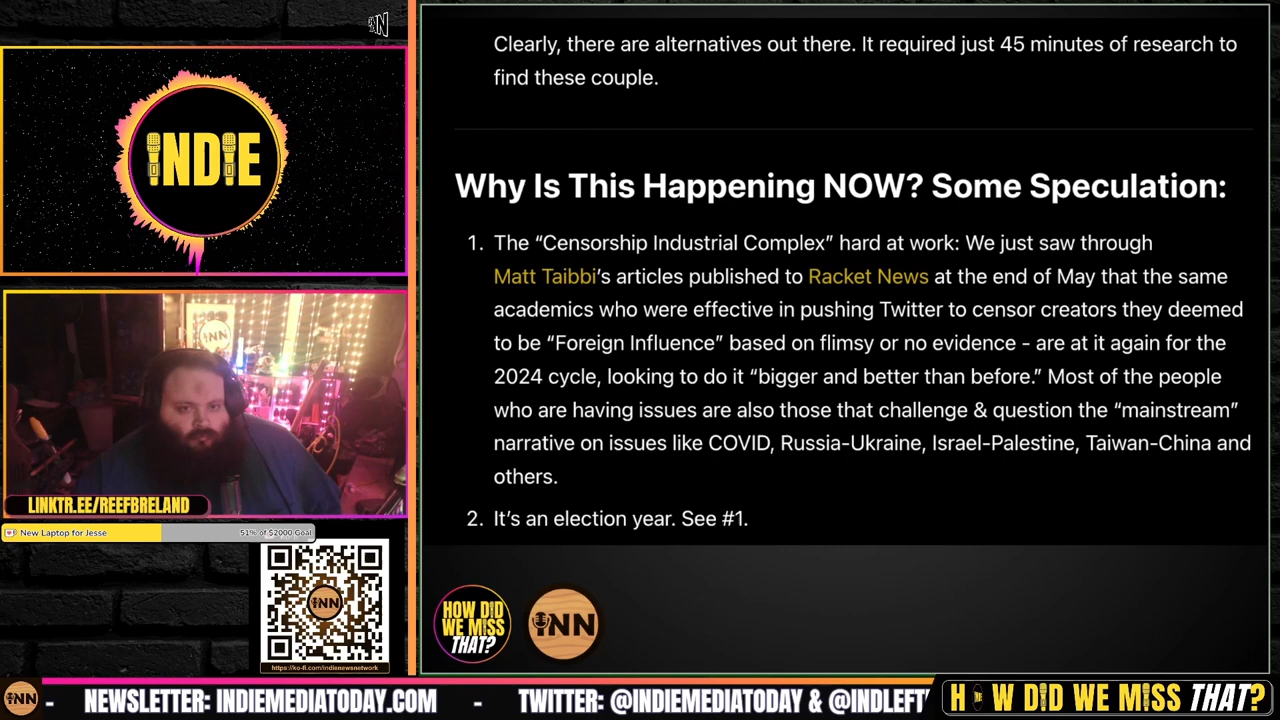 INN
INDIE
LINKTR.EE/REEFBRELAND
New Laptop for Jesse
51% of $2000 Goal
INN
https://ko-fi.com/indienewsnetwork
Clearly, there are alternatives out there. It required just 45 minutes of research to
find these couple.
Why Is This Happening NOW? Some Speculation:
1. The “Censorship Industrial Complex” hard at work: We just saw through
Matt Taibbi’s articles published to Racket News at the end of May that the same
academics who were effective in pushing Twitter to censor creators they deemed
to be “Foreign Influence” based on flimsy or no evidence - are at it again for the
2024 cycle, looking to do it “bigger and better than before.” Most of the people
who are having issues are also those that challenge & question the “mainstream”
narrative on issues like COVID, Russia-Ukraine, Israel-Palestine, Taiwan-China and
others.
2. It’s an election year. See #1.
HOW DID
WE MISS
THAT?
INN
INN
- NEWSLETTER: INDIEMEDIATODAY.COM - TWITTER: @INDIEMEDIATODAY & @INDLEFT
HOW DID WE MISS THAT?